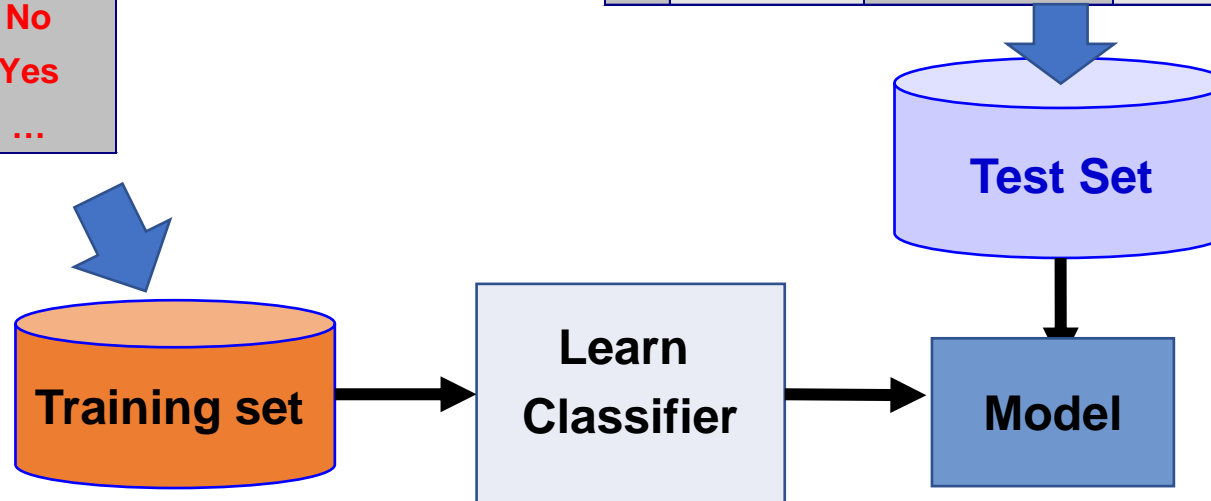 No
Yes
…
Test Set
Training set
Learn
Classifier
Model